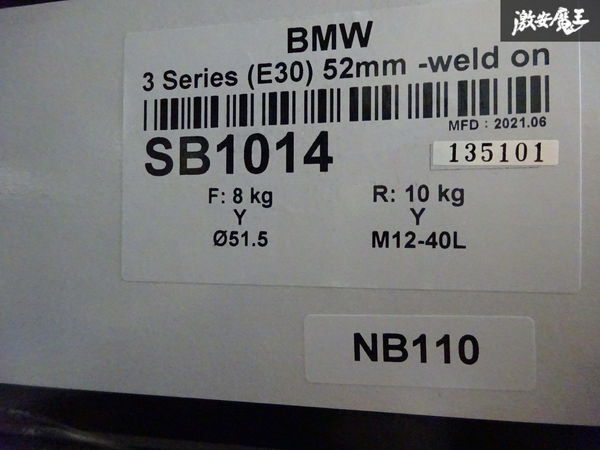 激安魔王
BMW
3 Series (E30) 52mm -weld on
MFD : 2021.06
SB1014
135101
F: 8 kg R: 10 kg
Y Y
Ø51.5 M12-40L
NB110